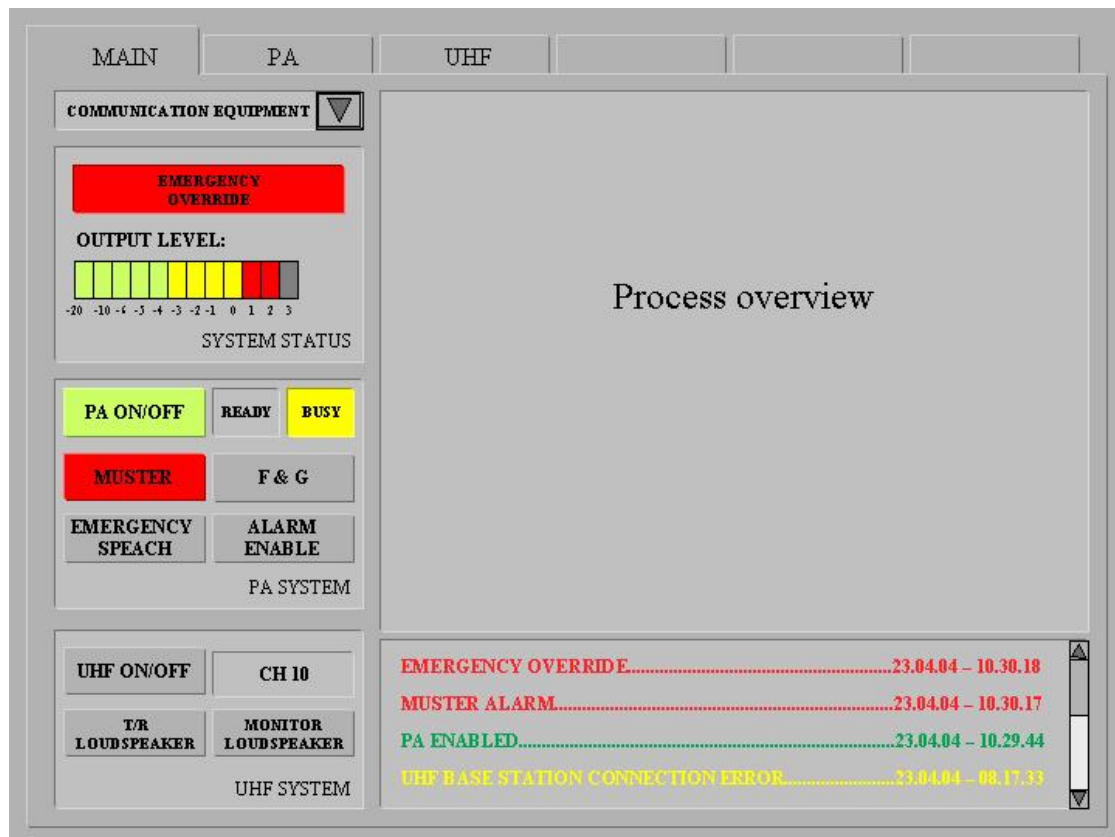 MAIN PA UHF
COMMUNICATION EQUIPMENT
EMERGENCY
OVERRIDE
OUTPUT LEVEL:
-20 -10 -6 -5 -4 -3 -2 -1 0 1 2 3
SYSTEM STATUS
PA ON/OFF READY BUSY
MUSTER F & G
EMERGENCY
SPEACH
ALARM
ENABLE
PA SYSTEM
UHF ON/OFF CH 10
T/R
LOUDSPEAKER
MONITOR
LOUDSPEAKER
UHF SYSTEM
Process overview
EMERGENCY OVERRIDE..........................................................23.04.04 – 10.30.18
MUSTER ALARM..........................................................................23.04.04 – 10.30.17
PA ENABLED.................................................................................23.04.04 – 10.29.44
UHF BASE STATION CONNECTION ERROR........................23.04.04 – 08.17.33